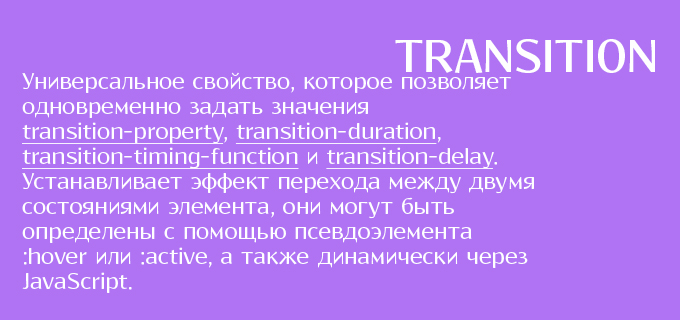 TRANSITION
Универсальное свойство, которое позволяет
одновременно задать значения
transition-property, transition-duration,
transition-timing-function и transition-delay.
Устанавливает эффект перехода между двумя
состояниями элемента, они могут быть
определены с помощью псевдоэлемента
:hover или :active, а также динамически через
JavaScript.